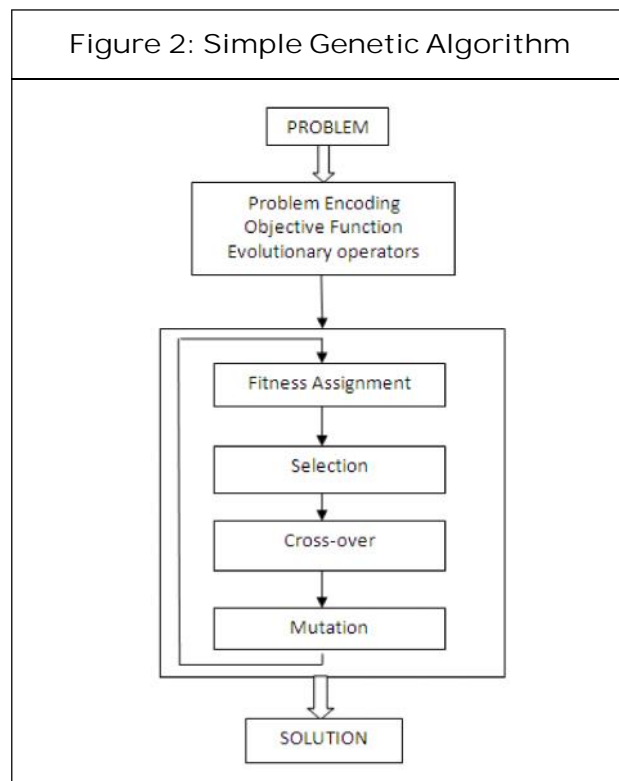 Figure 2: Simple Genetic Algorithm
PROBLEM
Problem Encoding
Objective Function
Evolutionary operators
Fitness Assignment
Selection
Cross-over
Mutation
SOLUTION